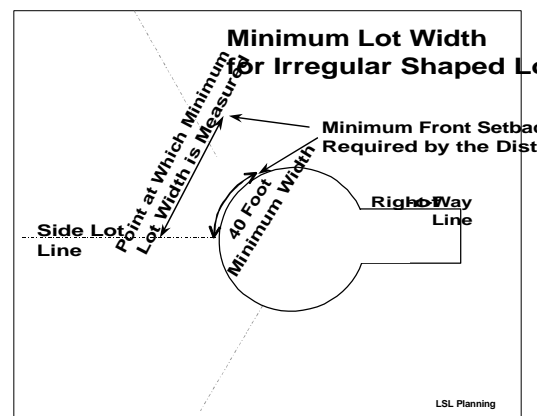 Minimum Lot Width
for Irregular Shaped Lo
Point at Which Minimum
Lot Width is Measured
Minimum Front Setba
Required by the Dist
40 Foot
Minimum Width
Right-of-Way
Line
Side Lot
Line
LSL Planning